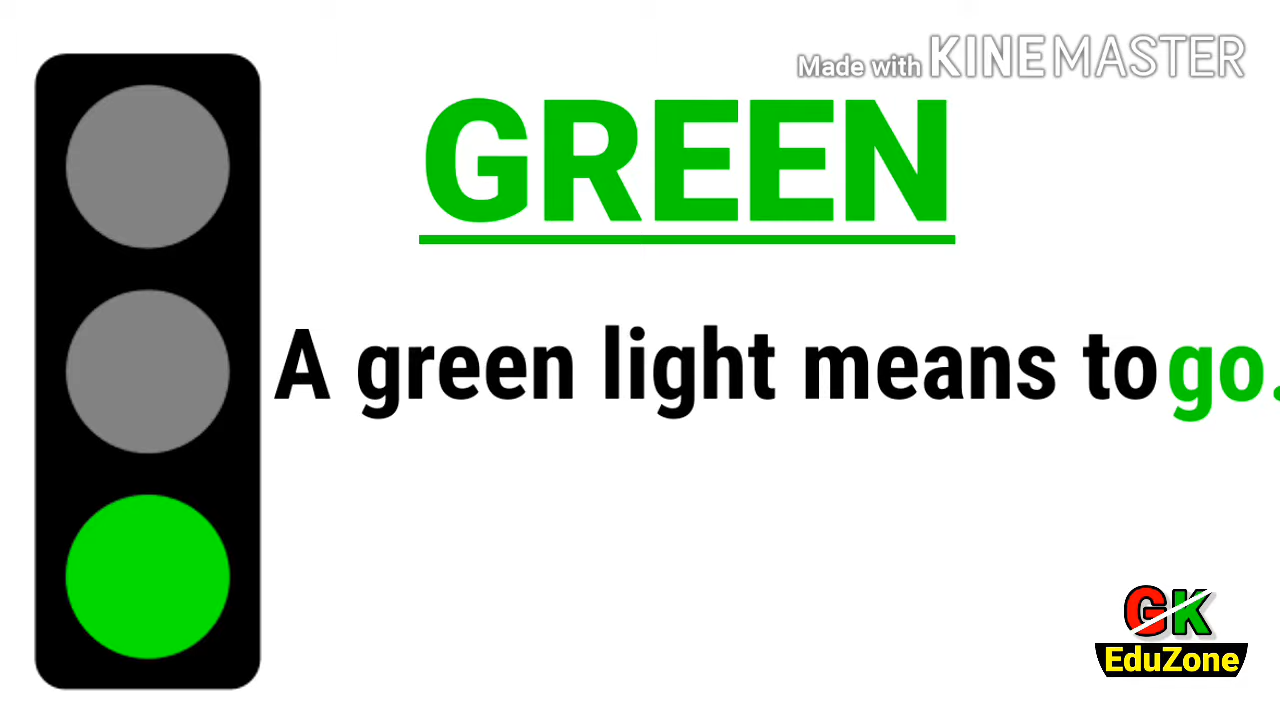 Made with KINEMASTER
GREEN
A green light means to go.
GK
EduZone